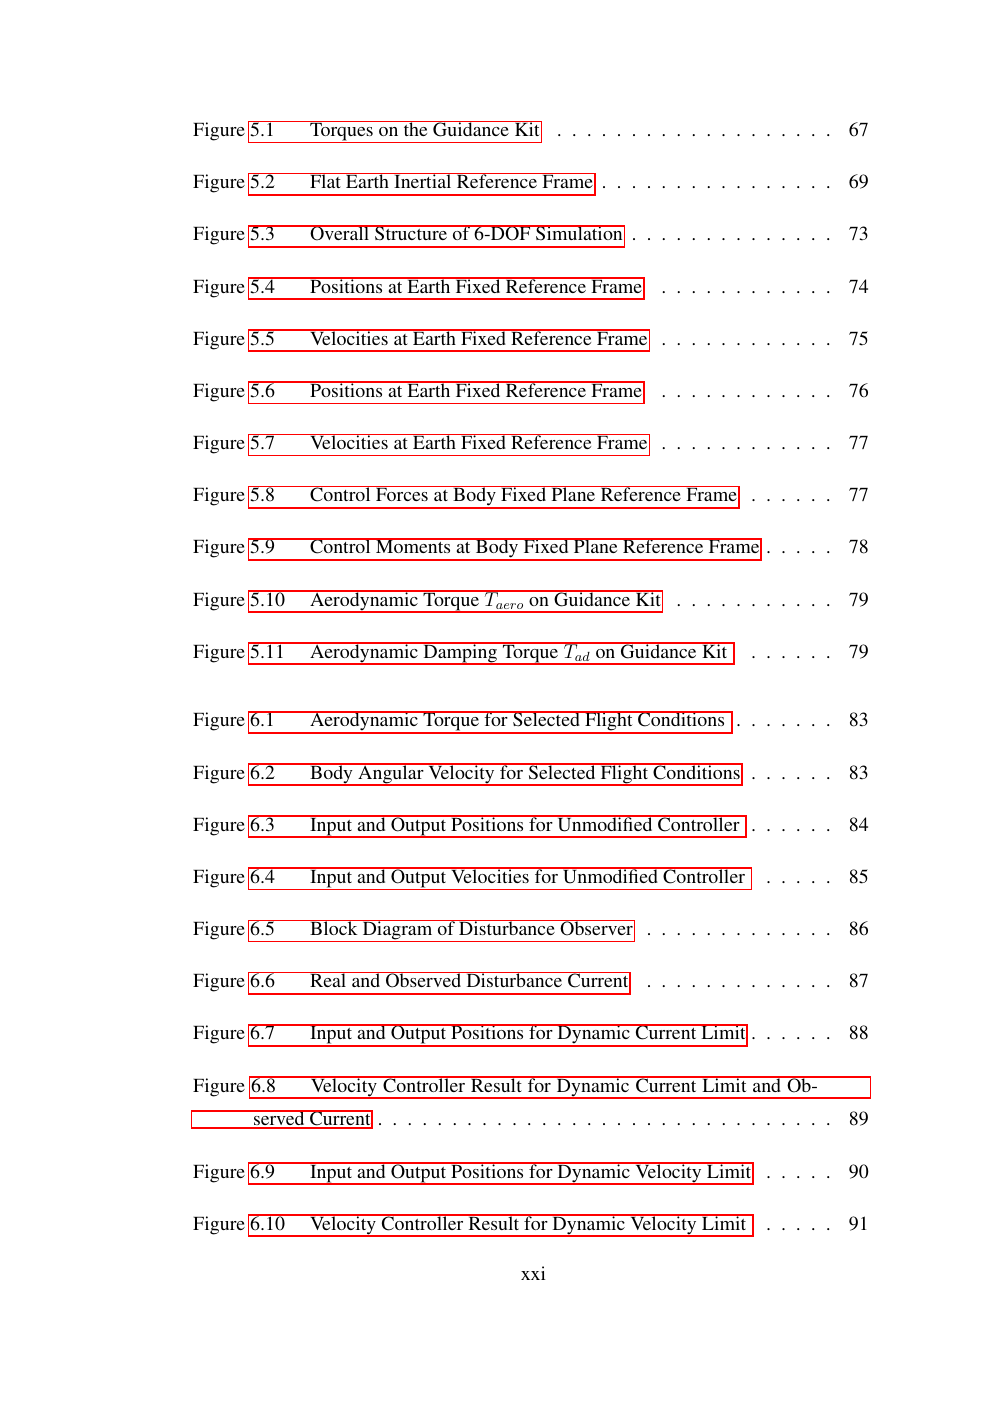 Figure 5.1 Torques on the Guidance Kit . . . . . . . . . . . . . . . . . . . 67
Figure 5.2 Flat Earth Inertial Reference Frame . . . . . . . . . . . . . . . . 69
Figure 5.3 Overall Structure of 6-DOF Simulation . . . . . . . . . . . . . . 73
Figure 5.4 Positions at Earth Fixed Reference Frame . . . . . . . . . . . . 74
Figure 5.5 Velocities at Earth Fixed Reference Frame . . . . . . . . . . . . 75
Figure 5.6 Positions at Earth Fixed Reference Frame . . . . . . . . . . . . 76
Figure 5.7 Velocities at Earth Fixed Reference Frame . . . . . . . . . . . . 77
Figure 5.8 Control Forces at Body Fixed Plane Reference Frame . . . . . . 77
Figure 5.9 Control Moments at Body Fixed Plane Reference Frame . . . . . 78
Figure 5.10 Aerodynamic Torque T_aero on Guidance Kit . . . . . . . . . . . 79
Figure 5.11 Aerodynamic Damping Torque T_ad on Guidance Kit . . . . . . 79
Figure 6.1 Aerodynamic Torque for Selected Flight Conditions . . . . . . . 83
Figure 6.2 Body Angular Velocity for Selected Flight Conditions . . . . . . 83
Figure 6.3 Input and Output Positions for Unmodified Controller . . . . . . 84
Figure 6.4 Input and Output Velocities for Unmodified Controller . . . . . 85
Figure 6.5 Block Diagram of Disturbance Observer . . . . . . . . . . . . . 86
Figure 6.6 Real and Observed Disturbance Current . . . . . . . . . . . . . 87
Figure 6.7 Input and Output Positions for Dynamic Current Limit . . . . . . 88
Figure 6.8 Velocity Controller Result for Dynamic Current Limit and Ob-
served Current . . . . . . . . . . . . . . . . . . . . . . . . . . . . . . . 89
Figure 6.9 Input and Output Positions for Dynamic Velocity Limit . . . . . 90
Figure 6.10 Velocity Controller Result for Dynamic Velocity Limit . . . . . 91
xxi